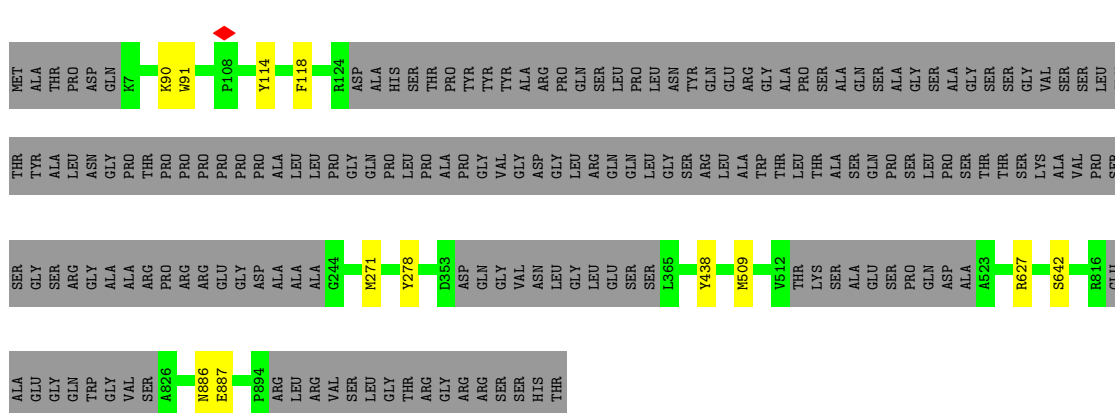 MET ALA THR PRO ASP GLN K7 K90 W91 P108 Y114 F118 R124 ASP ALA HIS SER THR PRO TYR TYR TYR ALA ARG PRO GLN SER LEU PRO LEU ASN TYR GLN GLU ARG GLY ALA PRO SER ALA GLN SER ALA GLY SER ALA GLY SER SER GLY VAL SER SER LEU
THR TYR ALA LEU ASN GLY PRO THR PRO PRO PRO PRO PRO PRO ALA LEU LEU PRO GLY GLN PRO LEU PRO ALA PRO GLY VAL GLY ASP GLY LEU ARG GLN GLN LEU GLY SER ARG LEU ALA TRP THR LEU THR ALA SER GLN PRO SER LEU PRO SER THR THR SER LYS ALA VAL PRO SER
SER GLY SER ARG GLY ALA ALA ARG PRO ARG ARG GLU GLY ASP ALA ALA ALA G244 M271 Y278 D353 ASP GLN GLY VAL ASN LEU GLY LEU GLU SER SER L365 Y438 M509 V512 THR LYS SER ALA GLU SER PRO GLN ASP ALA A523 R627 S642 R816 GLU
ALA GLU GLY GLN TRP GLY VAL SER A826 N886 E887 P894 ARG LEU ARG VAL SER LEU GLY THR ARG GLY ARG ARG SER SER HIS THR